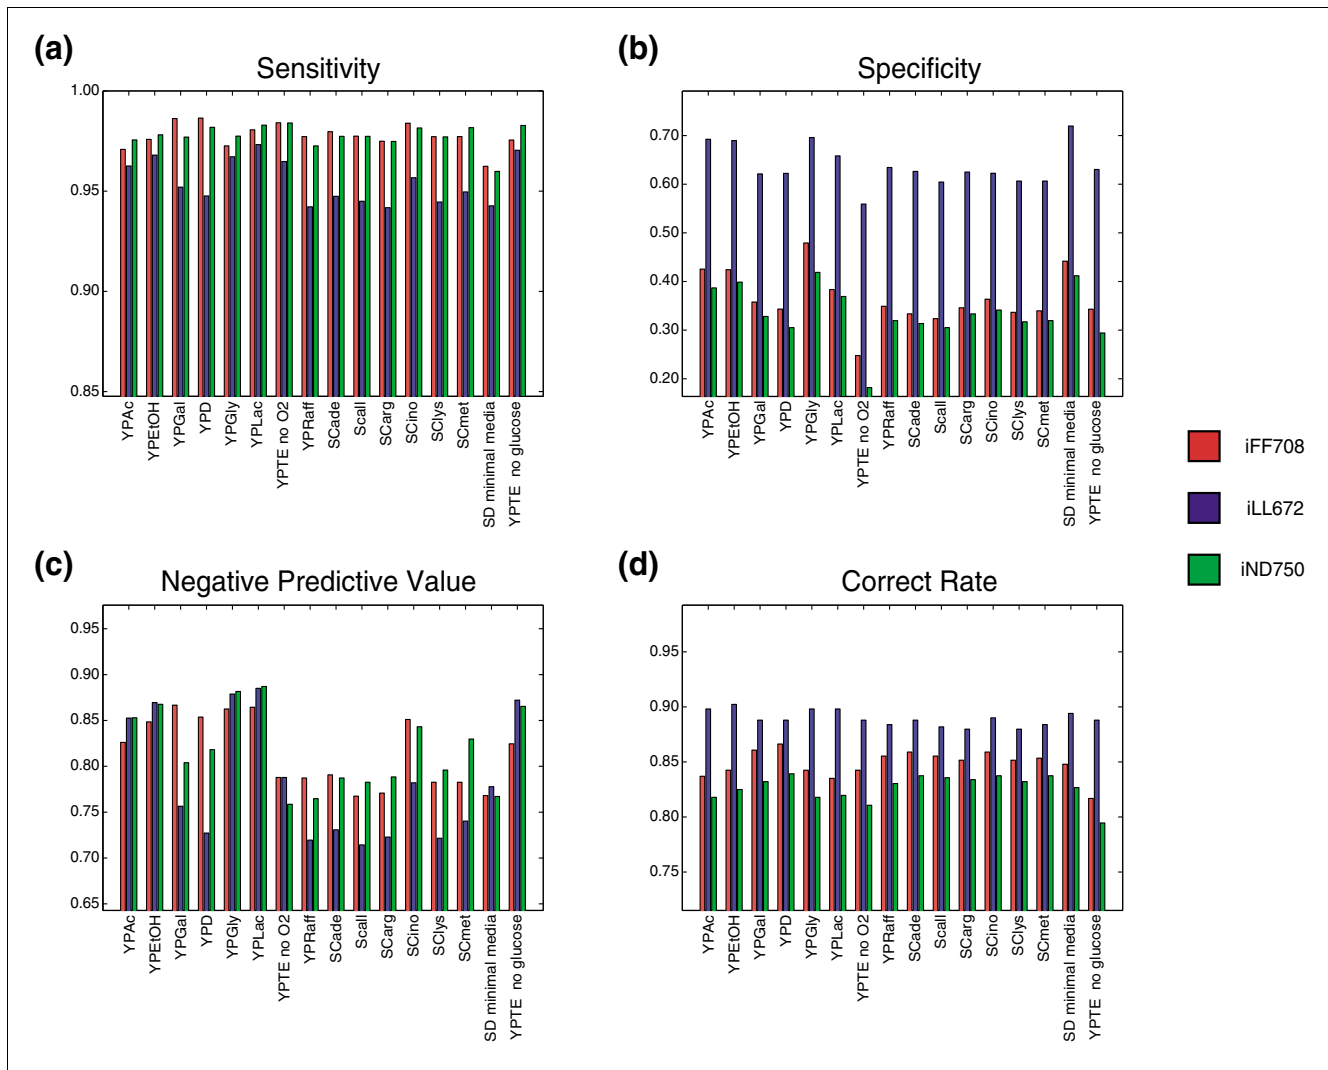 (a)
Sensitivity
1.00
0.95
0.90
0.85
YPAc
YPEtOH
YPGal
YPD
YPGly
YPLac
YPTE no O2
YPRaff
SCade
Scall
SCarg
SCino
SClys
SCmet
SD minimal media
YPTE no glucose
(b)
Specificity
0.70
0.60
0.50
0.40
0.30
0.20
YPAc
YPEtOH
YPGal
YPD
YPGly
YPLac
YPTE no O2
YPRaff
SCade
Scall
SCarg
SCino
SClys
SCmet
SD minimal media
YPTE no glucose
iFF708
iLL672
iND750
(c)
Negative Predictive Value
0.95
0.90
0.85
0.80
0.75
0.70
0.65
YPAc
YPEtOH
YPGal
YPD
YPGly
YPLac
YPTE no O2
YPRaff
SCade
Scall
SCarg
SCino
SClys
SCmet
SD minimal media
YPTE no glucose
(d)
Correct Rate
0.95
0.90
0.85
0.80
0.75
YPAc
YPEtOH
YPGal
YPD
YPGly
YPLac
YPTE no O2
YPRaff
SCade
Scall
SCarg
SCino
SClys
SCmet
SD minimal media
YPTE no glucose